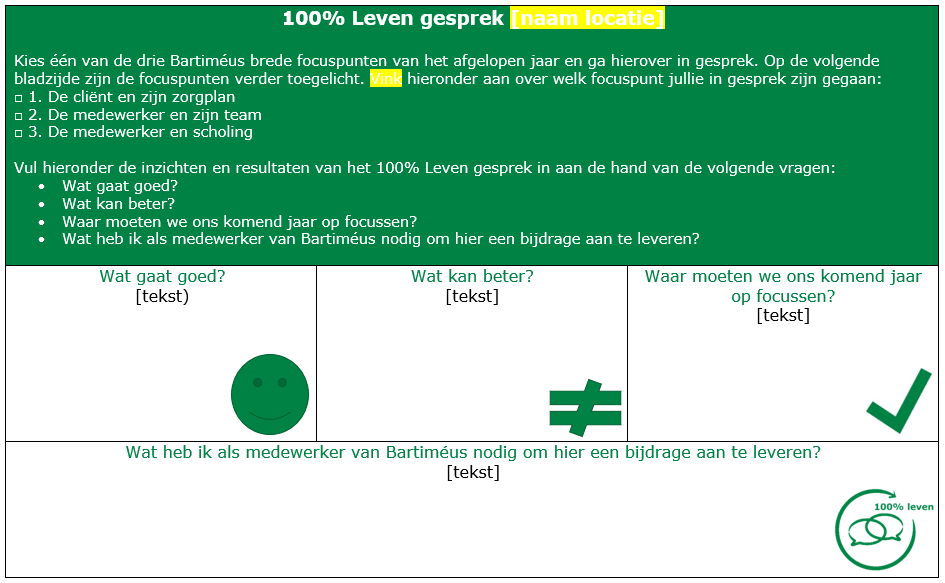 100% Leven gesprek [naam locatie]
Kies één van de drie Bartiméus brede focuspunten van het afgelopen jaar en ga hierover in gesprek. Op de volgende
bladzijde zijn de focuspunten verder toegelicht. Vink hieronder aan over welk focuspunt jullie in gesprek zijn gegaan:
□ 1. De cliënt en zijn zorgplan
□ 2. De medewerker en zijn team
□ 3. De medewerker en scholing
Vul hieronder de inzichten en resultaten van het 100% Leven gesprek in aan de hand van de volgende vragen:
• Wat gaat goed?
• Wat kan beter?
• Waar moeten we ons komend jaar op focussen?
• Wat heb ik als medewerker van Bartiméus nodig om hier een bijdrage aan te leveren?
Wat gaat goed?
[tekst)
Wat kan beter?
[tekst]
Waar moeten we ons komend jaar
op focussen?
[tekst]
Wat heb ik als medewerker van Bartiméus nodig om hier een bijdrage aan te leveren?
[tekst]
100% leven